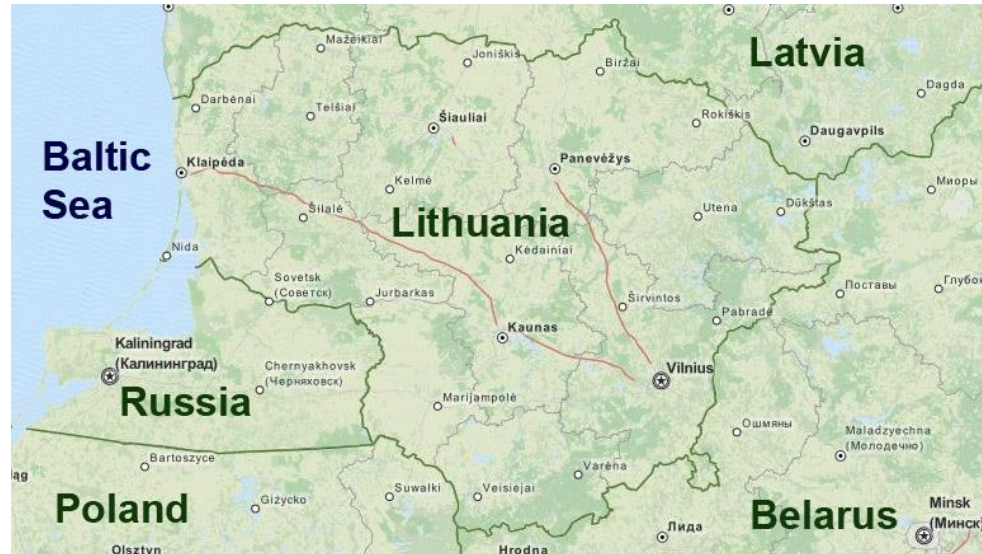 Mažeikiai
Joniškis
Biržai
Latvia
Dagda
Darbėnai
Telšiai
Šiauliai
Rokiškis
Daugavpils
Baltic
Sea
Klaipėda
Panevėžys
Kelmė
Миоры
Šilalė
Lithuania
Utena
Dūkštas
Nida
Kėdainiai
Sovetsk
(Советск)
Jurbarkas
Širvintos
Поставы
Глубок
Pabradė
Kaliningrad
(Калининград)
Kaunas
Chernyakhovsk
(Черняховск)
Vilnius
Russia
Marijampolė
Ошмяны
Maladzyechna
(Молодечно)
Bartoszyce
ląg
Varėna
Poland
Giżycko
Suwałki
Veisiejai
Belarus
Minsk
(Минск)
Лида
Olsztyn
Hrodna